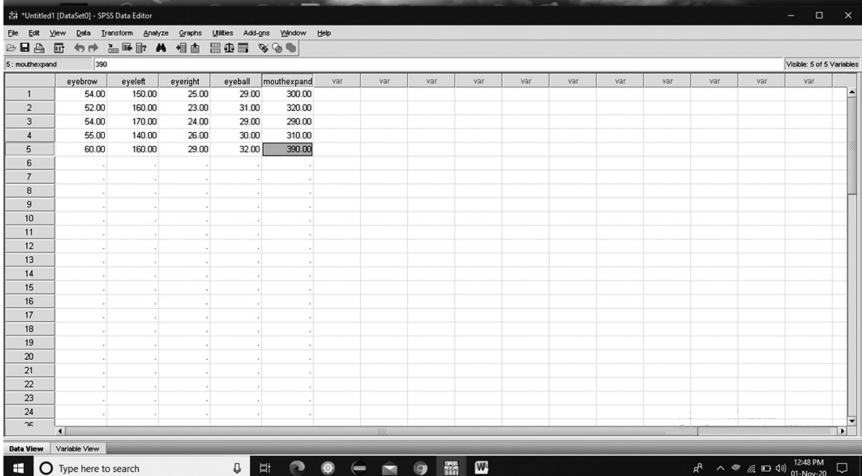 *Untitled1 [DataSet0] - SPSS Data Editor
File Edit View Data Transform Analyze Graphs Utilities Add-ons Window Help
5 : mouthexpand 390 Visible: 5 of 5 Variables
eyebrow eyeleft eyeright eyeball mouthexpand var var var var var var var var var var var
1 54.00 150.00 25.00 29.00 300.00
2 52.00 160.00 23.00 31.00 320.00
3 54.00 170.00 24.00 29.00 290.00
4 55.00 140.00 26.00 30.00 310.00
5 60.00 160.00 29.00 32.00 390.00
6 . . . . .
7 . . . . .
8 . . . . .
9 . . . . .
10 . . . . .
11 . . . . .
12 . . . . .
13 . . . . .
14 . . . . .
15 . . . . .
16 . . . . .
17 . . . . .
18 . . . . .
19 . . . . .
20 . . . . .
21 . . . . .
22 . . . . .
23 . . . . .
24 . . . . .
Data View Variable View
Type here to search
12:48 PM
01-Nov-20